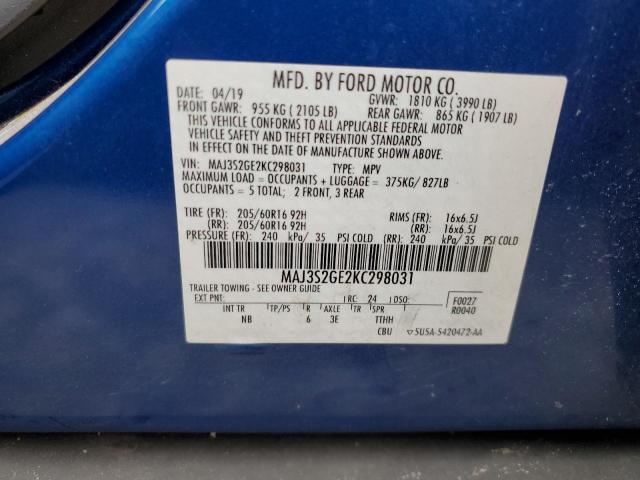 MFD. BY FORD MOTOR CO.
DATE: 04/19 GVWR: 1810 KG ( 3990 LB)
FRONT GAWR: 955 KG ( 2105 LB) REAR GAWR: 865 KG ( 1907 LB)
THIS VEHICLE CONFORMS TO ALL APPLICABLE FEDERAL MOTOR
VEHICLE SAFETY AND THEFT PREVENTION STANDARDS
IN EFFECT ON THE DATE OF MANUFACTURE SHOWN ABOVE.
VIN: MAJ3S2GE2KC298031 TYPE: MPV
MAXIMUM LOAD = OCCUPANTS + LUGGAGE = 375KG/ 827LB
OCCUPANTS = 5 TOTAL; 2 FRONT, 3 REAR
TIRE (FR): 205/60R16 92H RIMS (FR): 16x6.5J
(RR): 205/60R16 92H (RR): 16x6.5J
PRESSURE (FR): 240 kPa/ 35 PSI COLD (RR): 240 kPa/ 35 PSI COLD
MAJ3S2GE2KC298031
TRAILER TOWING - SEE OWNER GUIDE
EXT PNT: RC: 24 DSO: F0027
R0040
INT TR TP/PS R AXLE TR SPR
NB 6 3E TTHH
CBU ▽5U5A-5420472-AA